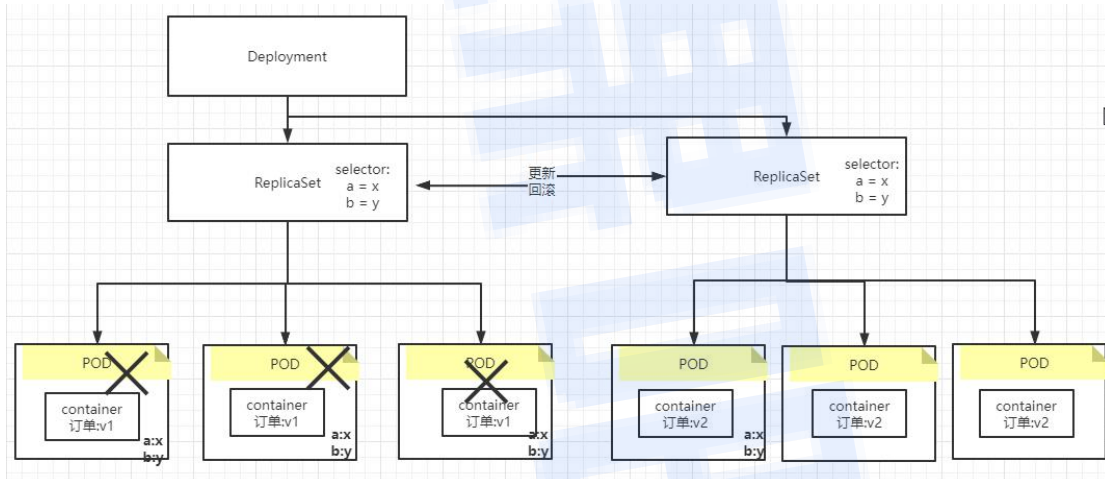 Deployment
ReplicaSet
selector:
a = x
b = y
更新
回滚
ReplicaSet
selector:
a = x
b = y
POD
container
订单:v1
a:x
b:y
POD
container
订单:v1
a:x
b:y
POD
container
订单:v1
a:x
b:y
POD
container
订单:v2
a:x
b:y
POD
container
订单:v2
POD
container
订单:v2